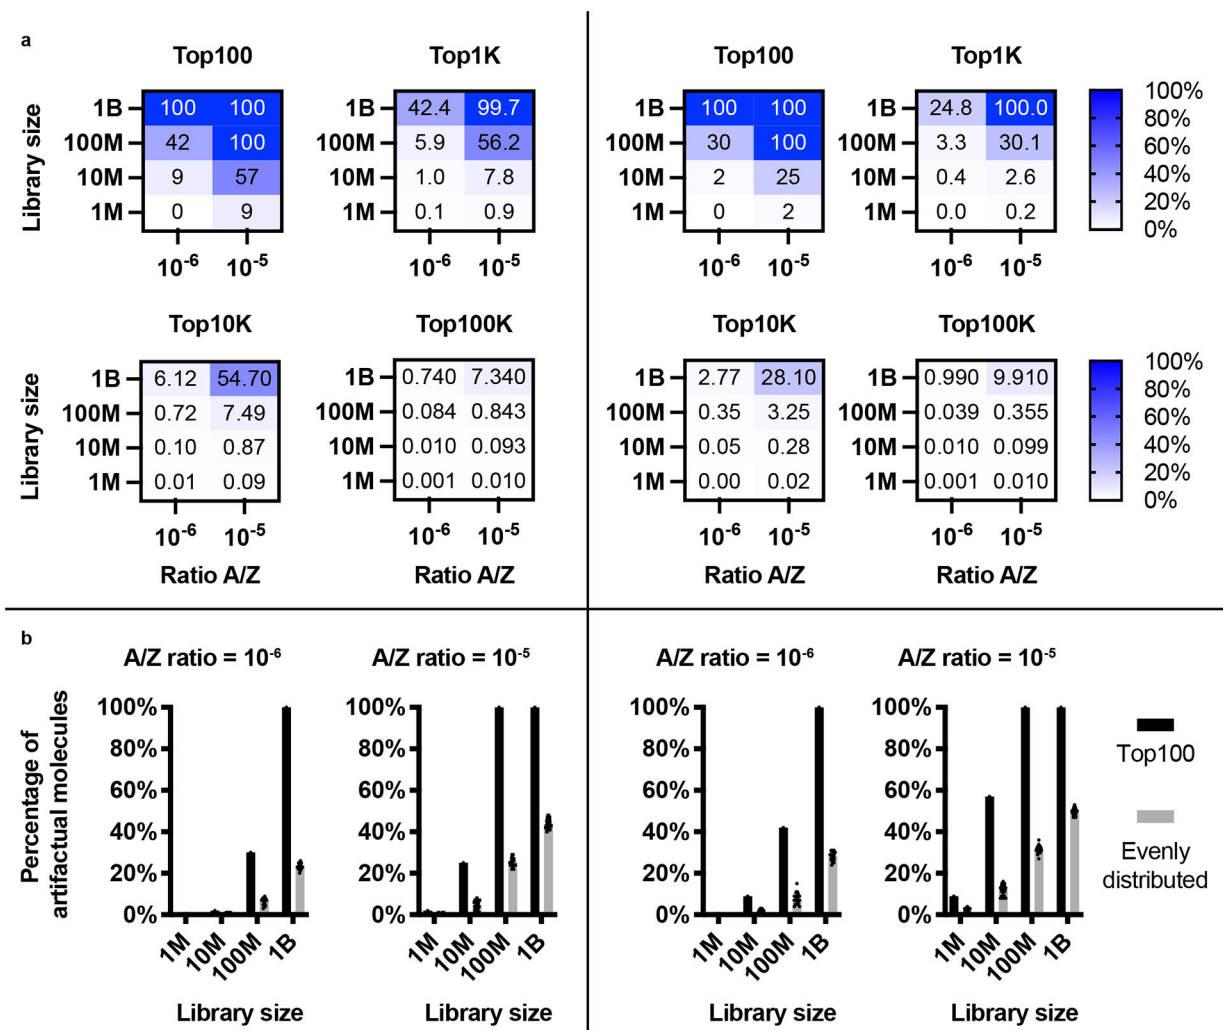 a
Top100
Top1K
Top100
Top1K
Library size
1B
100
100
100M
42
100
10M
9
57
1M
0
9
10-6
10-5
1B
42.4
99.7
100M
5.9
56.2
10M
1.0
7.8
1M
0.1
0.9
10-6
10-5
1B
100
100
100M
30
100
10M
2
25
1M
0
2
10-6
10-5
1B
24.8
100.0
100M
3.3
30.1
10M
0.4
2.6
1M
0.0
0.2
10-6
10-5
100%
80%
60%
40%
20%
0%
Top10K
Top100K
Top10K
Top100K
Library size
1B
6.12
54.70
100M
0.72
7.49
10M
0.10
0.87
1M
0.01
0.09
10-6
10-5
Ratio A/Z
1B
0.740
7.340
100M
0.084
0.843
10M
0.010
0.093
1M
0.001
0.010
10-6
10-5
Ratio A/Z
1B
2.77
28.10
100M
0.35
3.25
10M
0.05
0.28
1M
0.00
0.02
10-6
10-5
Ratio A/Z
1B
0.990
9.910
100M
0.039
0.355
10M
0.010
0.099
1M
0.001
0.010
10-6
10-5
Ratio A/Z
100%
80%
60%
40%
20%
0%
b
A/Z ratio = 10-6
A/Z ratio = 10-5
A/Z ratio = 10-6
A/Z ratio = 10-5
Percentage of
artifactual molecules
100%
80%
60%
40%
20%
0%
1M
10M
100M
1B
Library size
100%
80%
60%
40%
20%
0%
1M
10M
100M
1B
Library size
100%
80%
60%
40%
20%
0%
1M
10M
100M
1B
Library size
100%
80%
60%
40%
20%
0%
1M
10M
100M
1B
Library size
Top100
Evenly
distributed